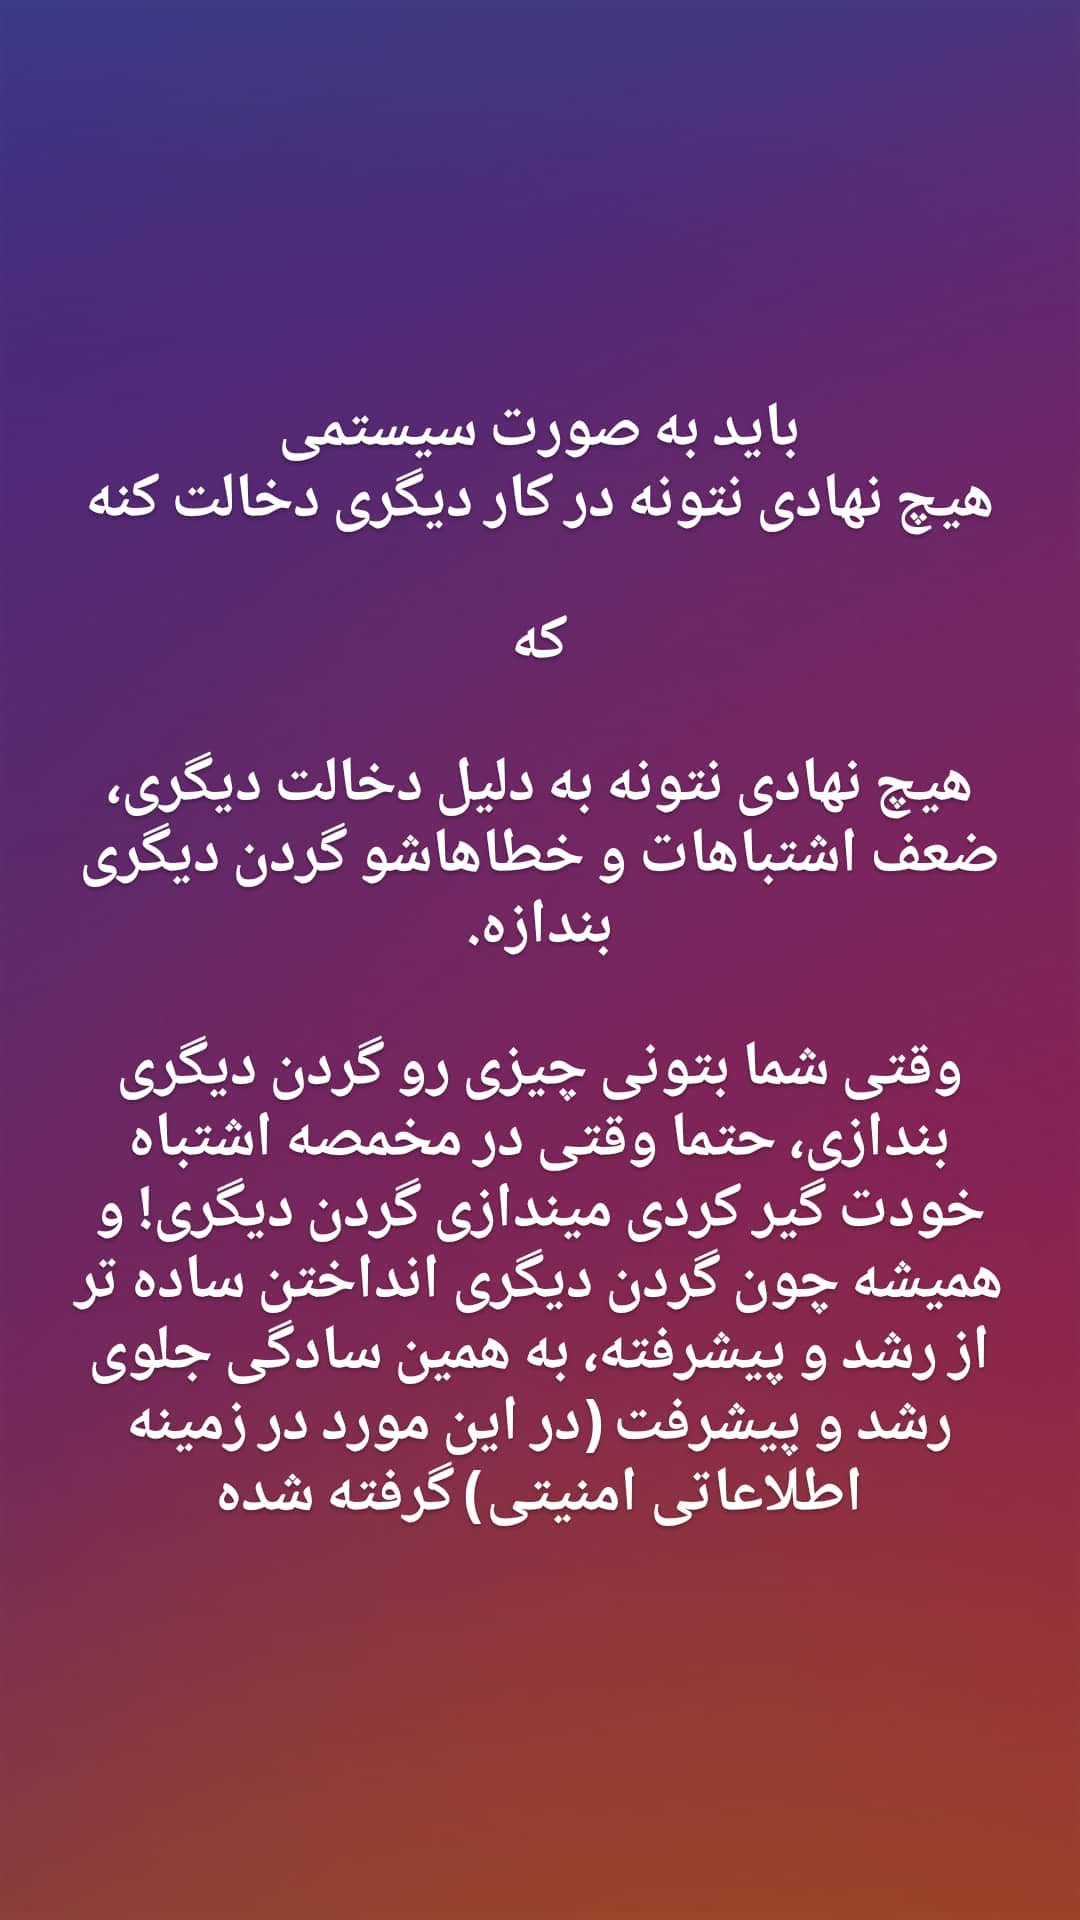 باید به صورت سیستمی
هیچ نهادی نتونه در کار دیگری دخالت کنه
که
هیچ نهادی نتونه به دلیل دخالت دیگری،
ضعف اشتباهات و خطاهاشو گردن دیگری
بندازه.
وقتی شما بتونی چیزی رو گردن دیگری
بندازی، حتما وقتی در مخمصه اشتباه
خودت گیر کردی میندازی گردن دیگری! و
همیشه چون گردن دیگری انداختن ساده تر
از رشد و پیشرفته، به همین سادگی جلوی
رشد و پیشرفت (در این مورد در زمینه
اطلاعاتی امنیتی) گرفته شده